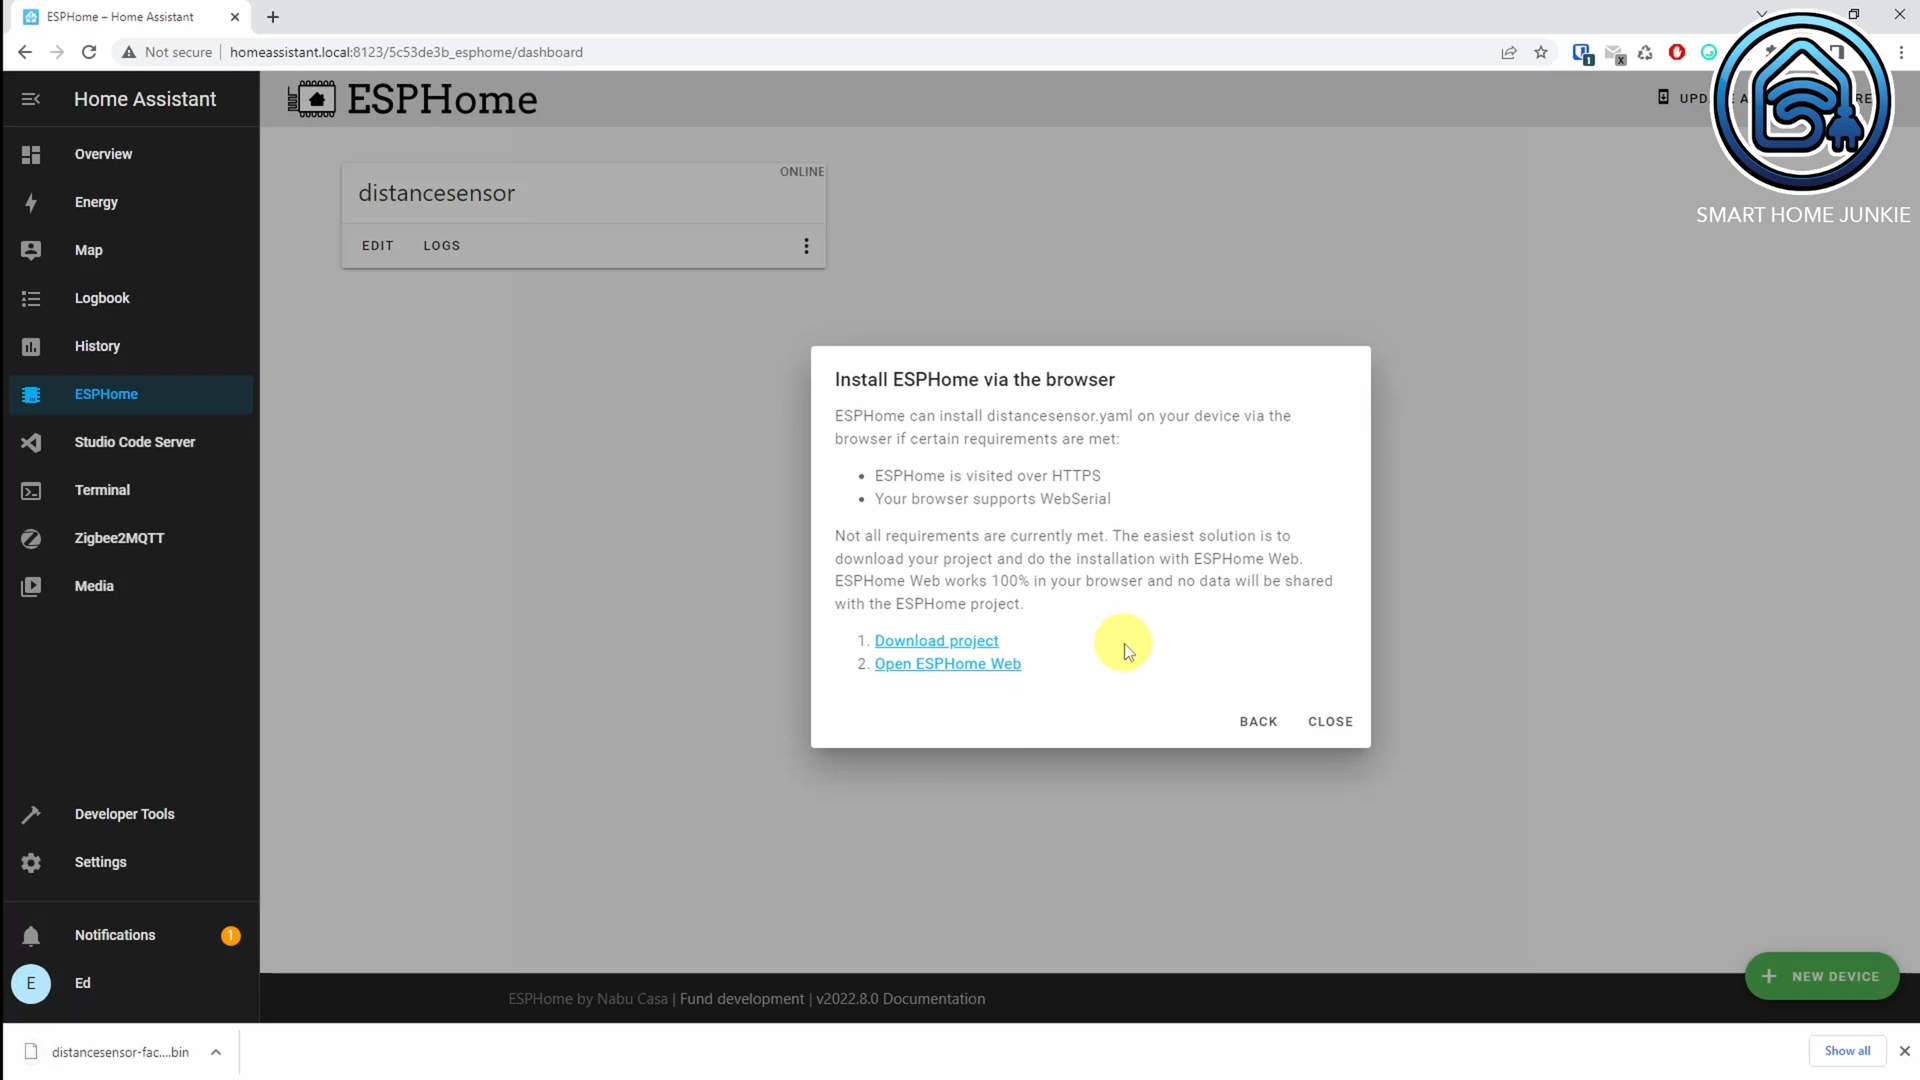 ESPHome – Home Assistant
Not secure
homeassistant.local:8123/5c53de3b_esphome/dashboard
1
x
Home Assistant
ESPHome
SMART HOME JUNKIE
Overview
Energy
Map
Logbook
History
ESPHome
Studio Code Server
Terminal
Zigbee2MQTT
Media
Developer Tools
Settings
Notifications
1
E
Ed
ONLINE
distancesensor
EDIT
LOGS
Install ESPHome via the browser
ESPHome can install distancesensor.yaml on your device via the
browser if certain requirements are met:
• ESPHome is visited over HTTPS
• Your browser supports WebSerial
Not all requirements are currently met. The easiest solution is to
download your project and do the installation with ESPHome Web.
ESPHome Web works 100% in your browser and no data will be shared
with the ESPHome project.
1. Download project
2. Open ESPHome Web
BACK
CLOSE
NEW DEVICE
ESPHome by Nabu Casa | Fund development | v2022.8.0 Documentation
distancesensor-fac....bin
Show all